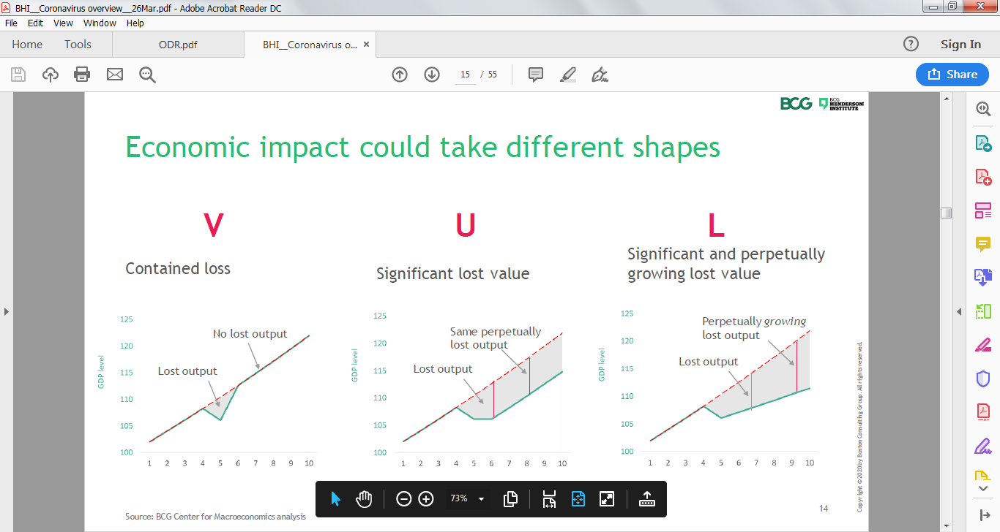 BHI__Coronavirus overview__26Mar.pdf - Adobe Acrobat Reader DC
File Edit View Window Help
Home Tools ODR.pdf BHI__Coronavirus o... × ? Sign In
15 / 55 Share
BCG BCG HENDERSON INSTITUTE
Economic impact could take different shapes
V
Contained loss
125
120
115
110
105
100
GDP level
No lost output
Lost output
1 2 3 4 5 6 7 8 9 10
U
Significant lost value
125
120
115
110
105
100
GDP level
Same perpetually
lost output
Lost output
1 2 3 4 5 6 7 8 9 10
L
Significant and perpetually
growing lost value
125
120
115
110
105
100
GDP level
Perpetually growing
lost output
Lost output
1 2 3 4 5 6 7 8 9 10
Copyright © 2020 by Boston Consulting Group. All rights reserved.
73%
Source: BCG Center for Macroeconomics analysis
14